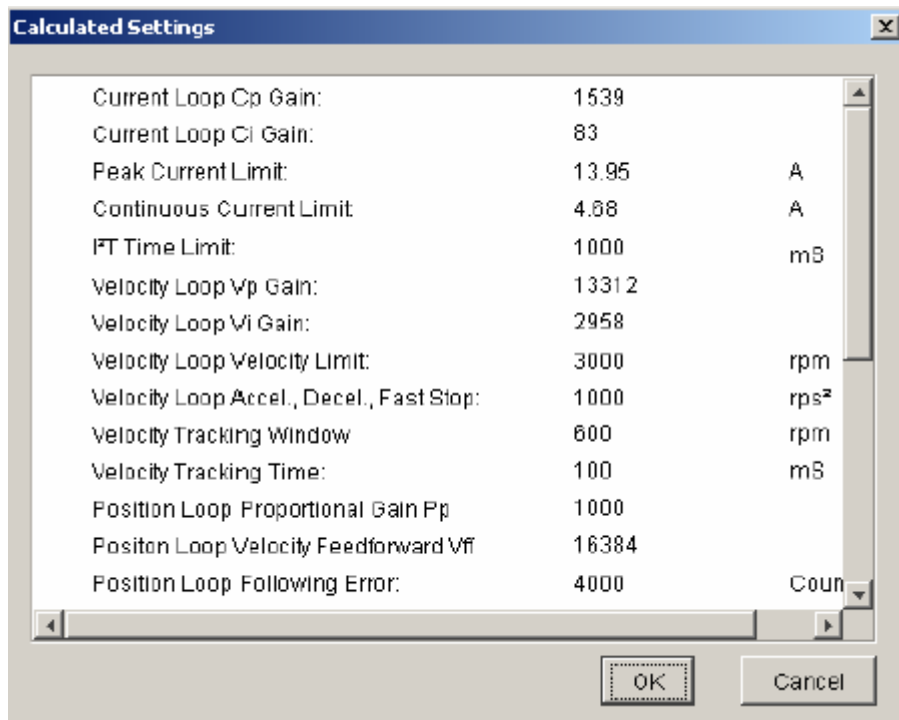 Calculated Settings
Current Loop Cp Gain: 1539
Current Loop Ci Gain: 83
Peak Current Limit: 13.95 A
Continuous Current Limit 4.68 A
I²T Time Limit: 1000 mS
Velocity Loop Vp Gain: 13312
Velocity Loop Vi Gain: 2958
Velocity Loop Velocity Limit: 3000 rpm
Velocity Loop Accel., Decel., Fast Stop: 1000 rps²
Velocity Tracking Window 600 rpm
Velocity Tracking Time: 100 mS
Position Loop Proportional Gain Pp 1000
Positon Loop Velocity Feedforward Vff 16384
Position Loop Following Error: 4000 Coun
OK Cancel